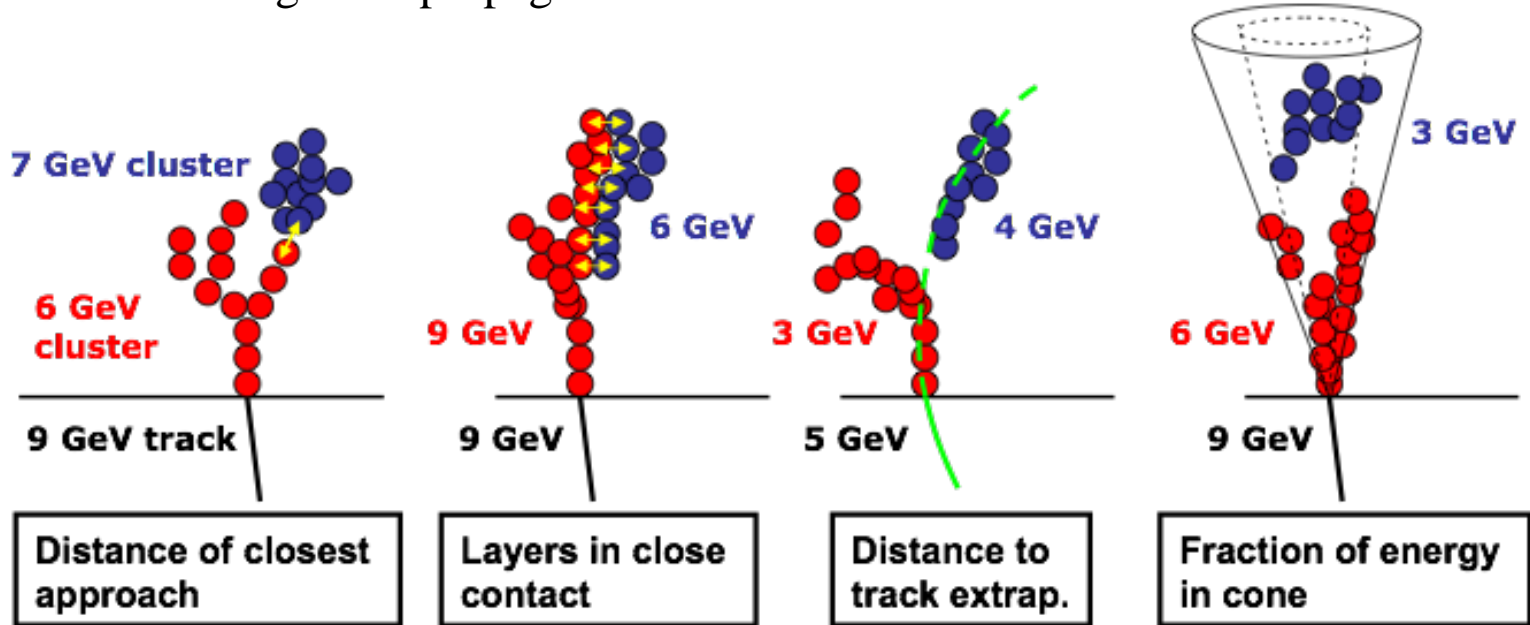 7 GeV cluster
6 GeV
cluster
9 GeV track
Distance of closest
approach
6 GeV
9 GeV
9 GeV
Layers in close
contact
4 GeV
3 GeV
5 GeV
Distance to
track extrap.
3 GeV
6 GeV
9 GeV
Fraction of energy
in cone